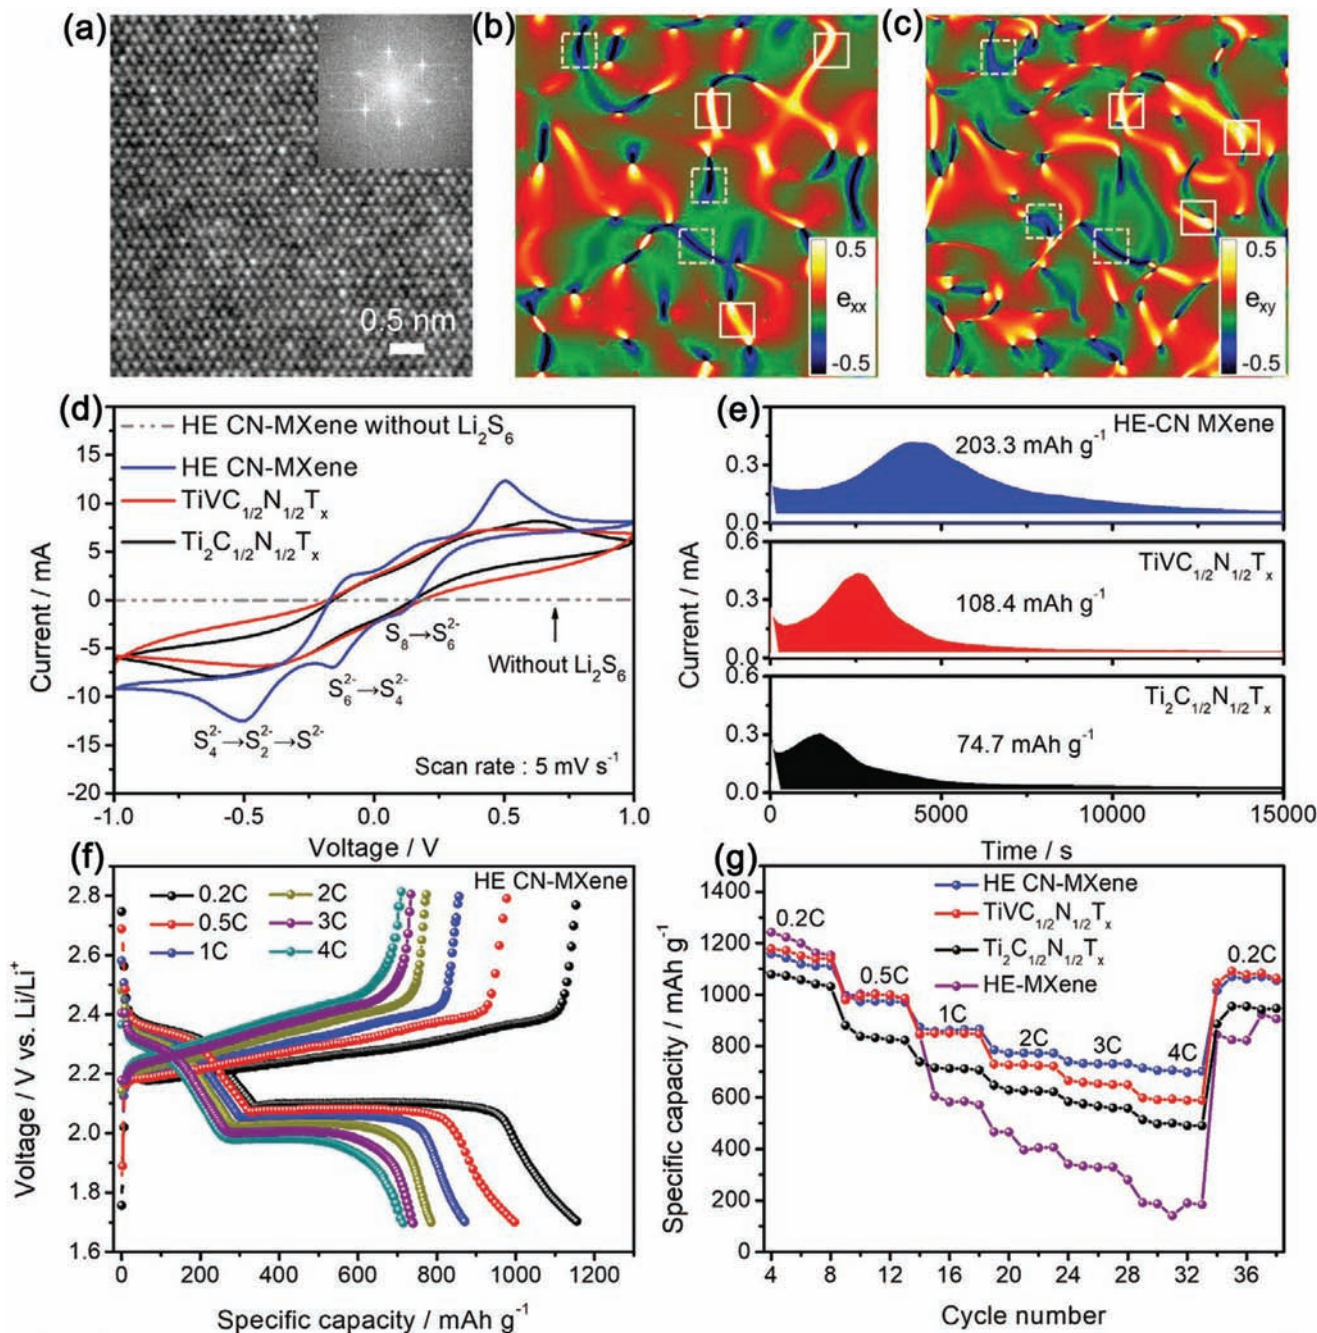 (a)
0.5 nm
(b)
0.5
e_xx
-0.5
(c)
0.5
e_xy
-0.5
(d)
HE CN-MXene without Li₂S₆
HE CN-MXene
TiVC₁/₂N₁/₂Tₓ
Ti₂C₁/₂N₁/₂Tₓ
S₈→S₆²⁻
Without Li₂S₆
S₆²⁻→S₄²⁻
S₄²⁻→S₂²⁻→S²⁻
Scan rate : 5 mV s⁻¹
Current / mA
15
10
5
0
-5
-10
-15
-20
-1.0 -0.5 0.0 0.5 1.0
Voltage / V
(e)
HE-CN MXene
203.3 mAh g⁻¹
0.3
0.0
0.6
TiVC₁/₂N₁/₂Tₓ
108.4 mAh g⁻¹
0.3
0.0
0.6
Ti₂C₁/₂N₁/₂Tₓ
74.7 mAh g⁻¹
0.3
0.0
Current / mA
0 5000 10000 15000
Time / s
(f)
HE CN-MXene
0.2C 2C
0.5C 3C
1C 4C
Voltage / V vs. Li/Li⁺
2.8
2.6
2.4
2.2
2.0
1.8
1.6
0 200 400 600 800 1000 1200
Specific capacity / mAh g⁻¹
(g)
HE CN-MXene
TiVC₁/₂N₁/₂Tₓ
Ti₂C₁/₂N₁/₂Tₓ
HE-MXene
0.2C
0.5C
1C
2C
3C
4C
0.2C
Specific capacity / mAh g⁻¹
1400
1200
1000
800
600
400
200
0
4 8 12 16 20 24 28 32 36
Cycle number